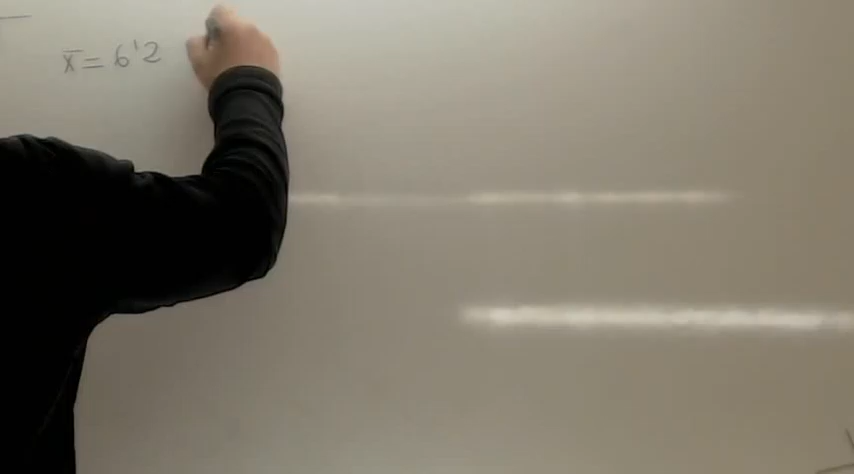 x̄ = 6'2